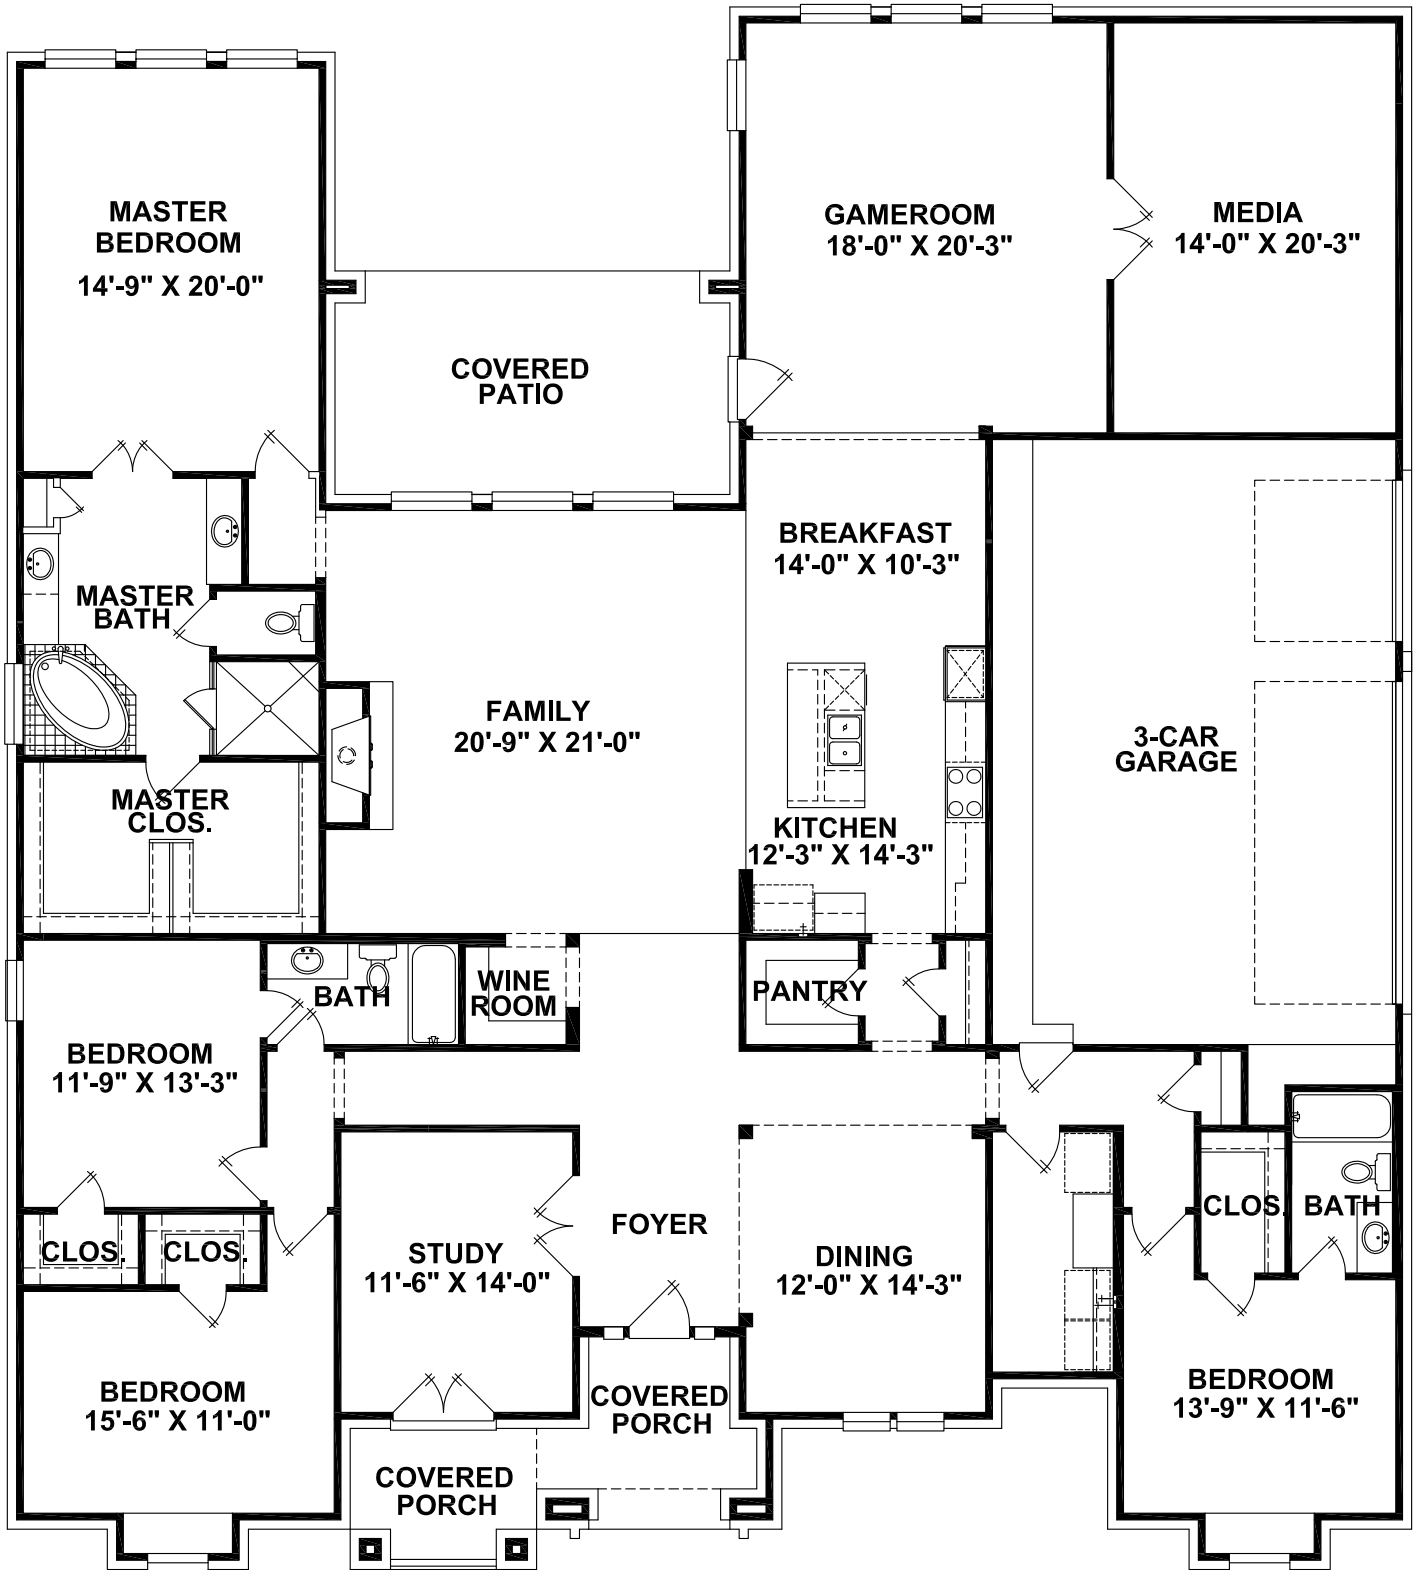 MASTER
BEDROOM
14'-9" X 20'-0"
GAMEROOM
18'-0" X 20'-3"
MEDIA
14'-0" X 20'-3"
COVERED
PATIO
BREAKFAST
14'-0" X 10'-3"
MASTER
BATH
FAMILY
20'-9" X 21'-0"
3-CAR
GARAGE
MASTER
CLOS.
KITCHEN
12'-3" X 14'-3"
BATH
WINE
ROOM
PANTRY
BEDROOM
11'-9" X 13'-3"
CLOS.
CLOS.
STUDY
11'-6" X 14'-0"
FOYER
DINING
12'-0" X 14'-3"
CLOS.
BATH
BEDROOM
15'-6" X 11'-0"
COVERED
PORCH
COVERED
PORCH
BEDROOM
13'-9" X 11'-6"